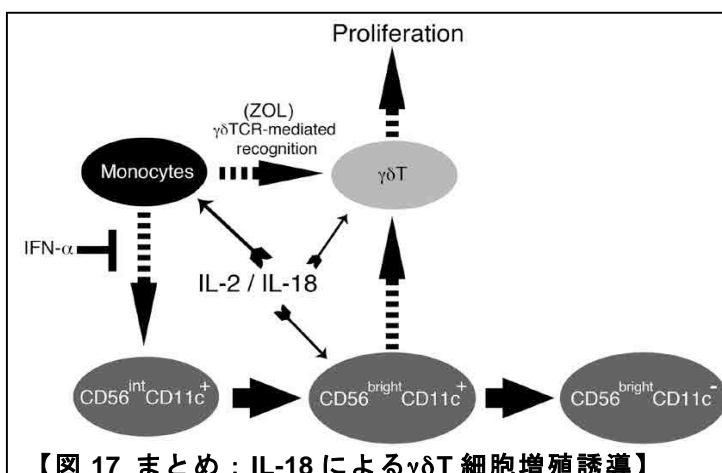 Proliferation
(ZOL)
γδTCR-mediated
recognition
Monocytes
γδT
IFN-α
IL-2 / IL-18
CD56intCD11c+
CD56brightCD11c+
CD56brightCD11c-
【図 17 まとめ：IL-18 によるγδT 細胞増殖誘導】